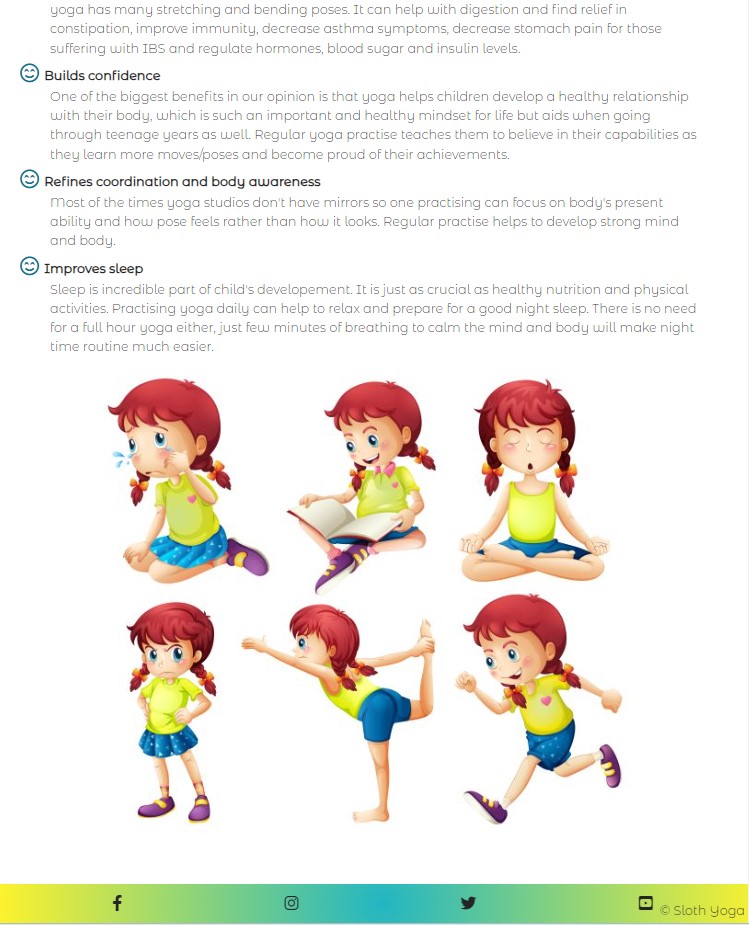 yoga has many stretching and bending poses. It can help with digestion and find relief in
constipation, improve immunity, decrease asthma symptoms, decrease stomach pain for those
suffering with IBS and regulate hormones, blood sugar and insulin levels.
Builds confidence
One of the biggest benefits in our opinion is that yoga helps children develop a healthy relationship
with their body, which is such an important and healthy mindset for life but aids when going
through teenage years as well. Regular yoga practise teaches them to believe in their capabilities as
they learn more moves/poses and become proud of their achievements.
Refines coordination and body awareness
Most of the times yoga studios don't have mirrors so one practising can focus on body's present
ability and how pose feels rather than how it looks. Regular practise helps to develop strong mind
and body.
Improves sleep
Sleep is incredible part of child's developement. It is just as crucial as healthy nutrition and physical
activities. Practising yoga daily can help to relax and prepare for a good night sleep. There is no need
for a full hour yoga either, just few minutes of breathing to calm the mind and body will make night
time routine much easier.
© Sloth Yoga